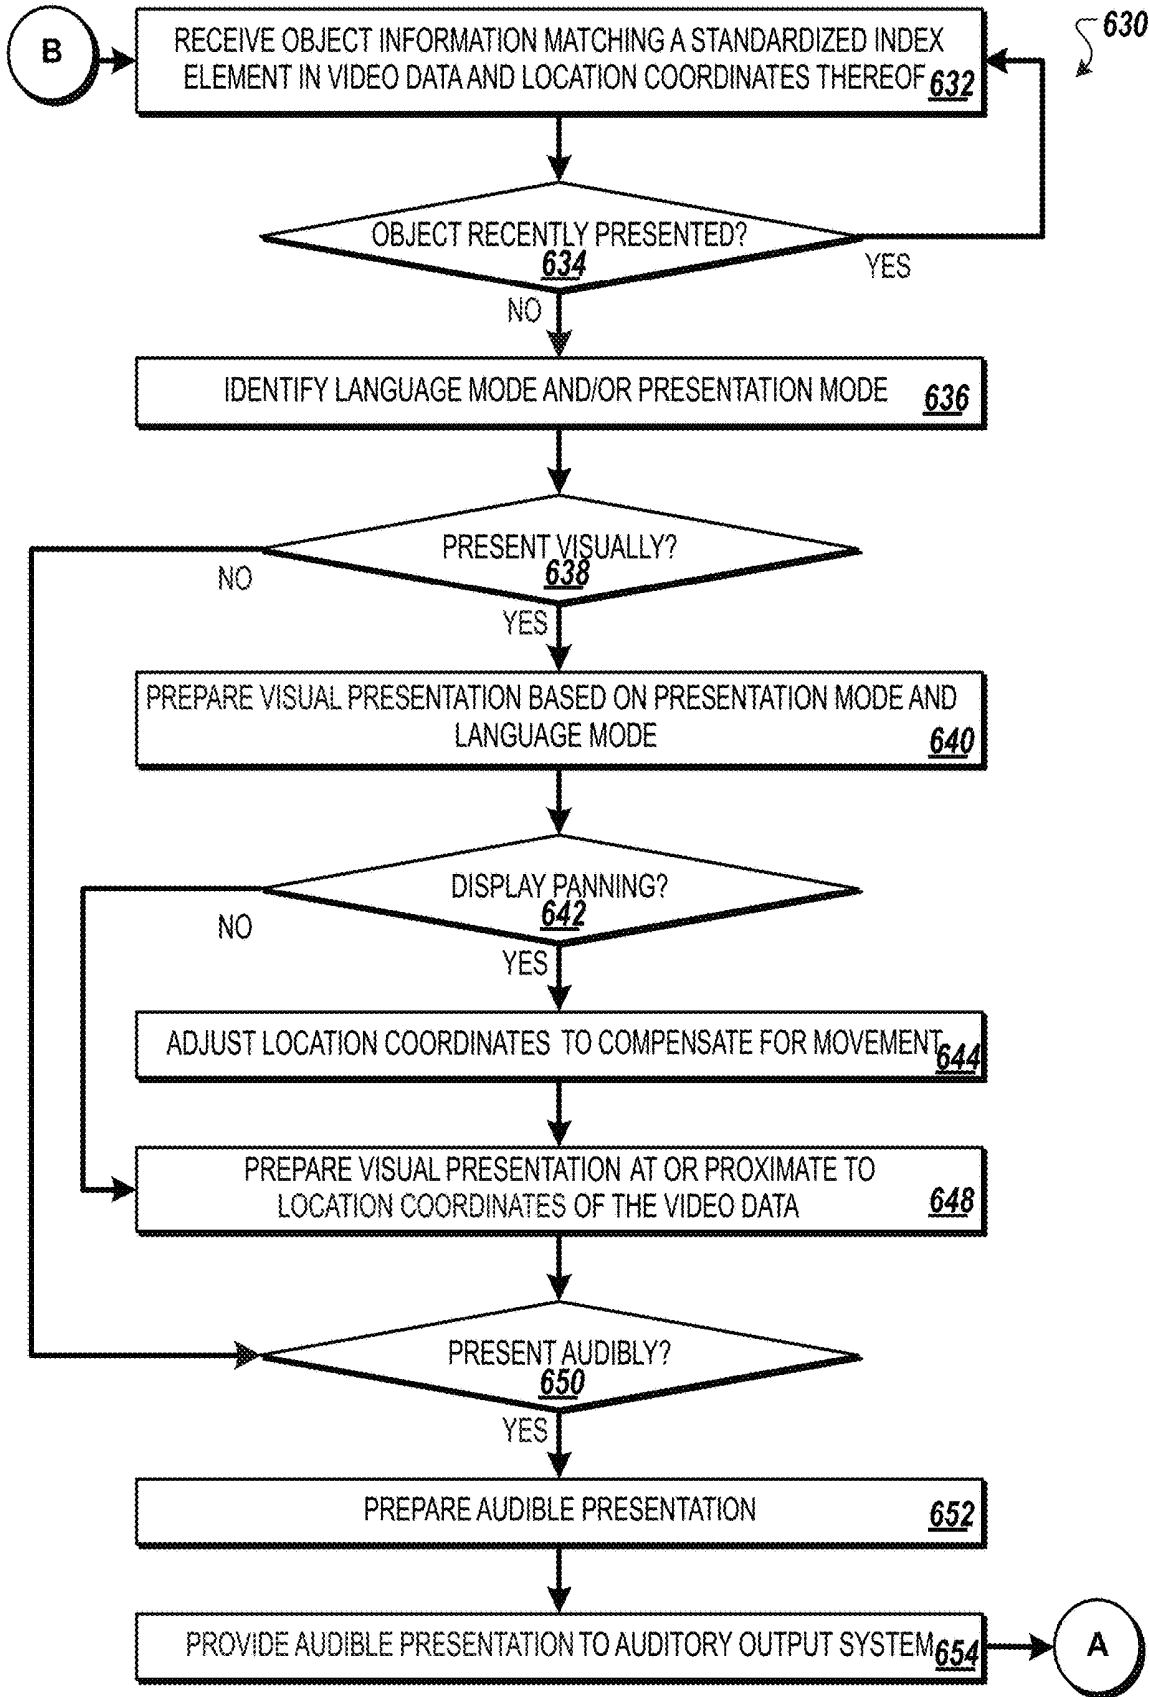 630
B
RECEIVE OBJECT INFORMATION MATCHING A STANDARDIZED INDEX
ELEMENT IN VIDEO DATA AND LOCATION COORDINATES THEREOF 632
OBJECT RECENTLY PRESENTED?
634
YES
NO
IDENTIFY LANGUAGE MODE AND/OR PRESENTATION MODE 636
PRESENT VISUALLY?
638
NO
YES
PREPARE VISUAL PRESENTATION BASED ON PRESENTATION MODE AND
LANGUAGE MODE 640
DISPLAY PANNING?
642
NO
YES
ADJUST LOCATION COORDINATES TO COMPENSATE FOR MOVEMENT 644
PREPARE VISUAL PRESENTATION AT OR PROXIMATE TO
LOCATION COORDINATES OF THE VIDEO DATA 648
PRESENT AUDIBLY?
650
YES
PREPARE AUDIBLE PRESENTATION 652
PROVIDE AUDIBLE PRESENTATION TO AUDITORY OUTPUT SYSTEM 654
A